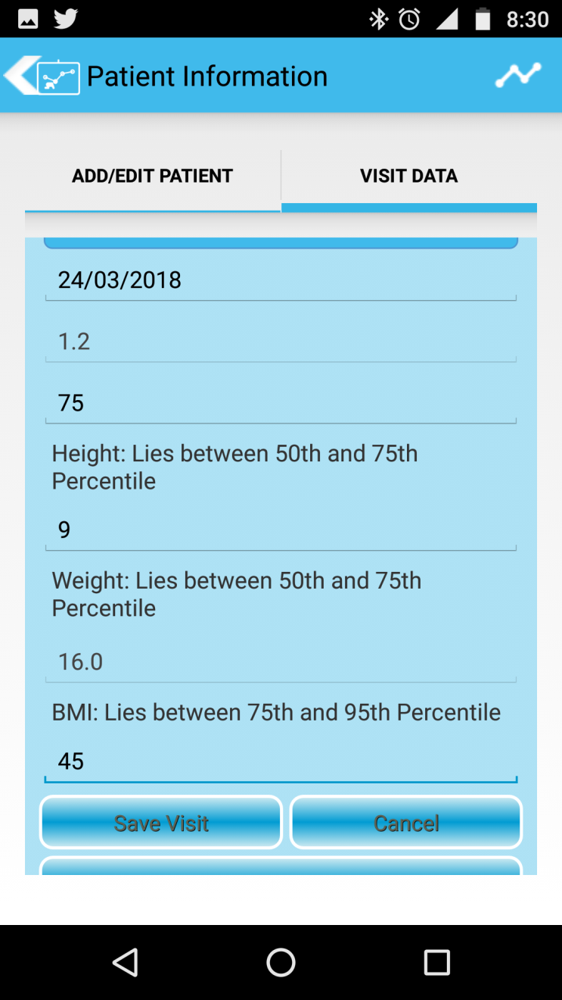 8:30
Patient Information
ADD/EDIT PATIENT
VISIT DATA
24/03/2018
1.2
75
Height: Lies between 50th and 75th
Percentile
9
Weight: Lies between 50th and 75th
Percentile
16.0
BMI: Lies between 75th and 95th Percentile
45
Save Visit
Cancel